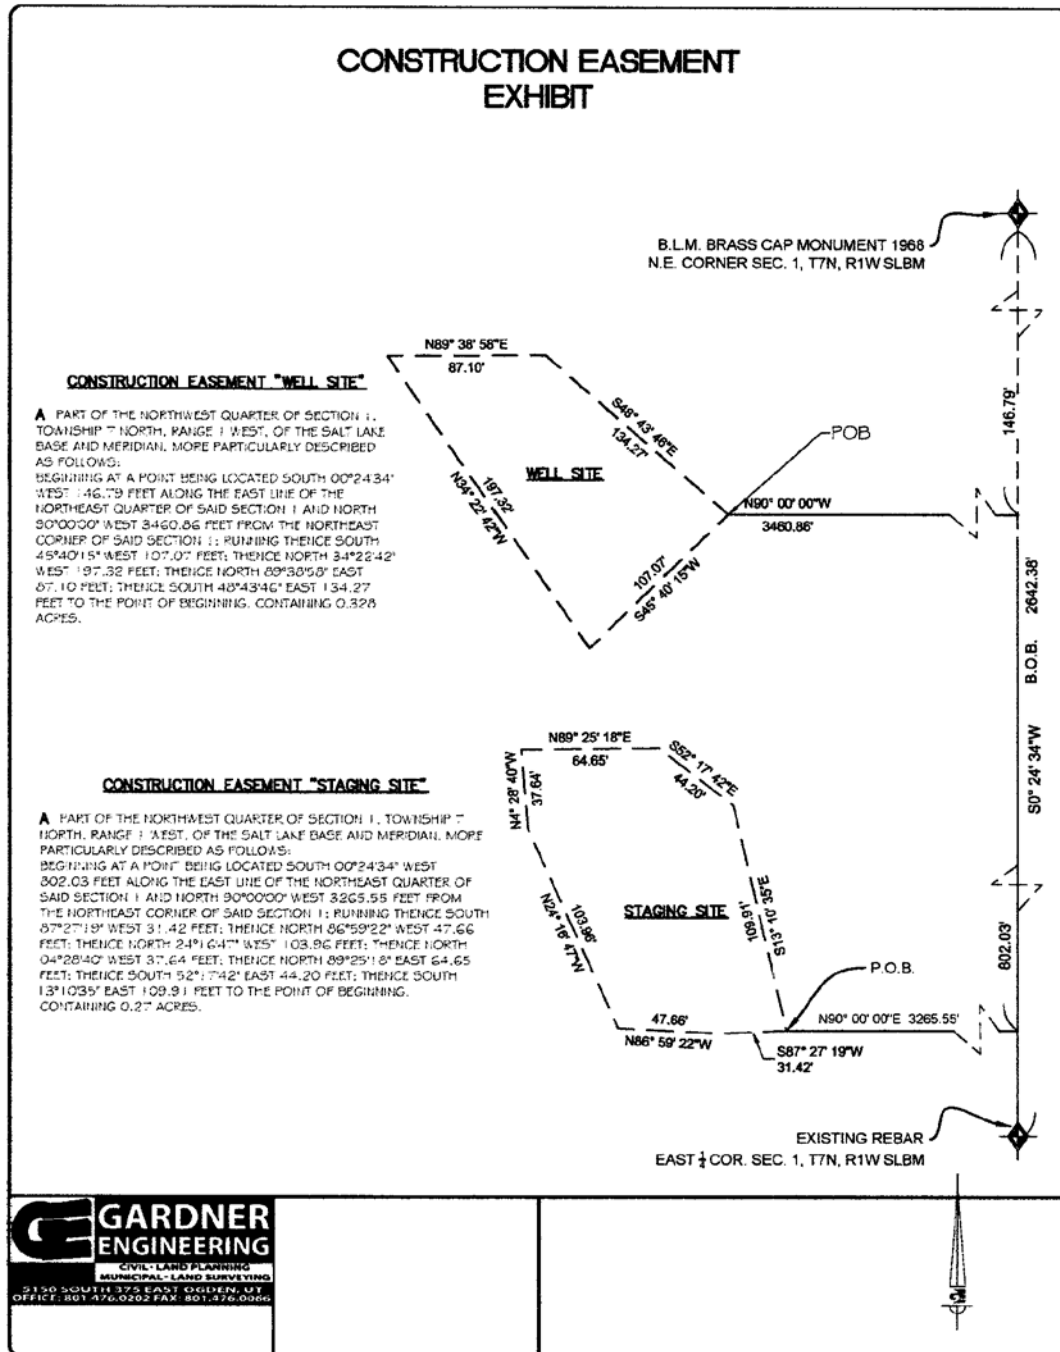 CONSTRUCTION EASEMENT
EXHIBIT
B.L.M. BRASS CAP MONUMENT 1968
N.E. CORNER SEC. 1, T7N, R1W SLBM
N89° 38' 58"E
87.10'
S48° 43' 46"E
134.27'
POB
WELL SITE
197.32'
N34° 22' 42"W
N90° 00' 00"W
3460.86'
107.07'
S45° 40' 15"W
146.79'
2642.38'
B.O.B.
S0° 24' 34"W
802.03'
CONSTRUCTION EASEMENT "WELL SITE"
A PART OF THE NORTHWEST QUARTER OF SECTION 1,
TOWNSHIP 7 NORTH, RANGE 1 WEST, OF THE SALT LAKE
BASE AND MERIDIAN, MORE PARTICULARLY DESCRIBED
AS FOLLOWS:
BEGINNING AT A POINT BEING LOCATED SOUTH 00°24'34"
WEST 146.79 FEET ALONG THE EAST LINE OF THE
NORTHEAST QUARTER OF SAID SECTION 1 AND NORTH
90°00'00" WEST 3460.86 FEET FROM THE NORTHEAST
CORNER OF SAID SECTION 1; RUNNING THENCE SOUTH
45°40'15" WEST 107.07 FEET; THENCE NORTH 34°22'42"
WEST 197.32 FEET; THENCE NORTH 89°38'58" EAST
87.10 FEET; THENCE SOUTH 48°43'46" EAST 134.27
FEET TO THE POINT OF BEGINNING. CONTAINING 0.328
ACRES.
N89° 25' 18"E
64.65'
S52° 17' 42"E
44.20'
N4° 28' 40"W
37.64'
103.96'
N24° 16' 47"W
STAGING SITE
S13° 10' 35"E
109.91'
P.O.B.
47.66'
N86° 59' 22"W
N90° 00' 00"E 3265.55'
S87° 27' 19"W
31.42'
CONSTRUCTION EASEMENT "STAGING SITE"
A PART OF THE NORTHWEST QUARTER OF SECTION 1, TOWNSHIP 7
NORTH, RANGE 1 WEST, OF THE SALT LAKE BASE AND MERIDIAN, MORE
PARTICULARLY DESCRIBED AS FOLLOWS:
BEGINNING AT A POINT BEING LOCATED SOUTH 00°24'34" WEST
802.03 FEET ALONG THE EAST LINE OF THE NORTHEAST QUARTER OF
SAID SECTION 1 AND NORTH 90°00'00" WEST 3265.55 FEET FROM
THE NORTHEAST CORNER OF SAID SECTION 1; RUNNING THENCE SOUTH
87°27'19" WEST 31.42 FEET; THENCE NORTH 86°59'22" WEST 47.66
FEET; THENCE NORTH 24°16'47" WEST 103.96 FEET; THENCE NORTH
04°28'40" WEST 37.64 FEET; THENCE NORTH 89°25'18" EAST 64.65
FEET; THENCE SOUTH 52°17'42" EAST 44.20 FEET; THENCE SOUTH
13°10'35" EAST 109.91 FEET TO THE POINT OF BEGINNING.
CONTAINING 0.27 ACRES.
EXISTING REBAR
EAST 1/4 COR. SEC. 1, T7N, R1W SLBM
GARDNER
ENGINEERING
CIVIL - LAND PLANNING
MUNICIPAL - LAND SURVEYING
5150 SOUTH 375 EAST OGDEN, UT
OFFICE: 801.476.0202 FAX: 801.476.0066